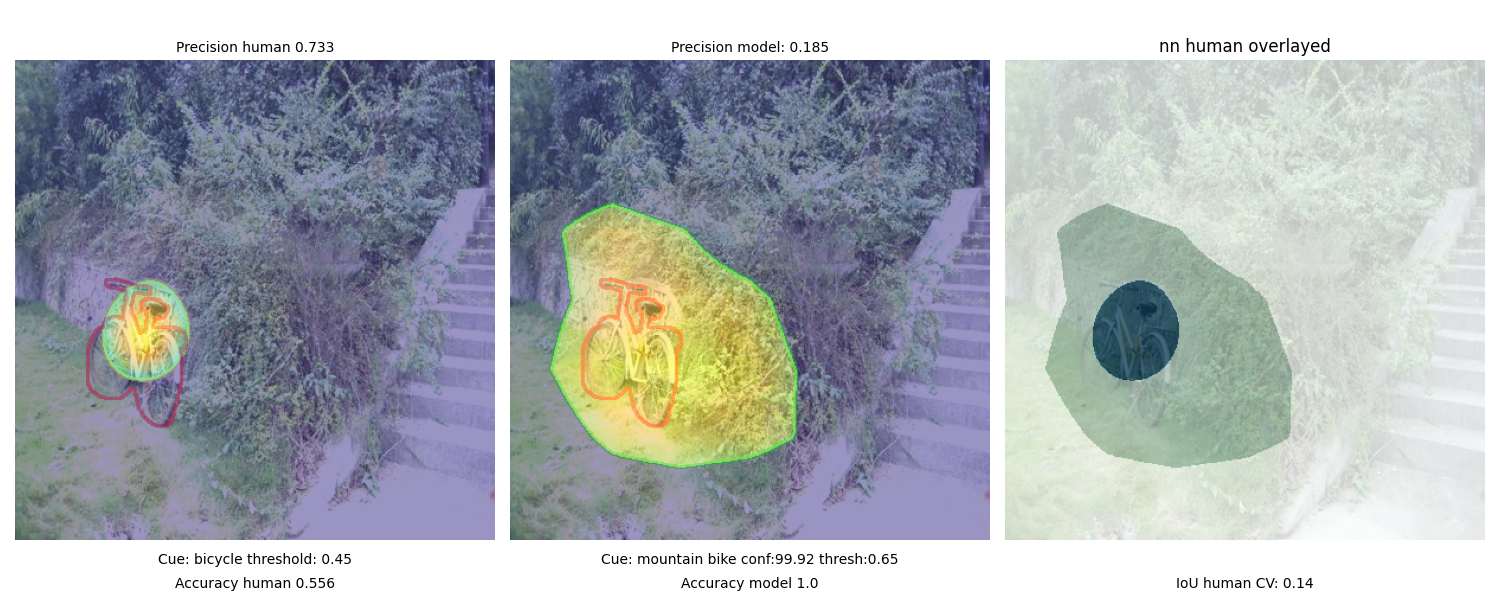 Precision human 0.733
Precision model: 0.185
nn human overlayed
Cue: bicycle threshold: 0.45
Cue: mountain bike conf:99.92 thresh:0.65
Accuracy human 0.556
Accuracy model 1.0
IoU human CV: 0.14